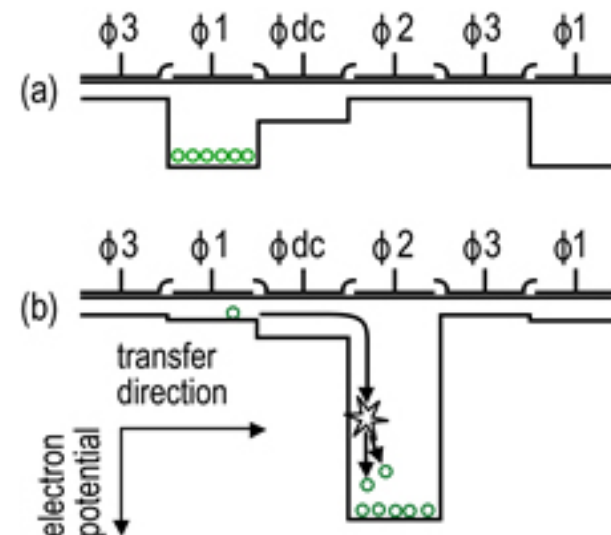 ϕ3 ϕ1 ϕdc ϕ2 ϕ3 ϕ1
(a)
ϕ3 ϕ1 ϕdc ϕ2 ϕ3 ϕ1
(b)
transfer
direction
electron
potential